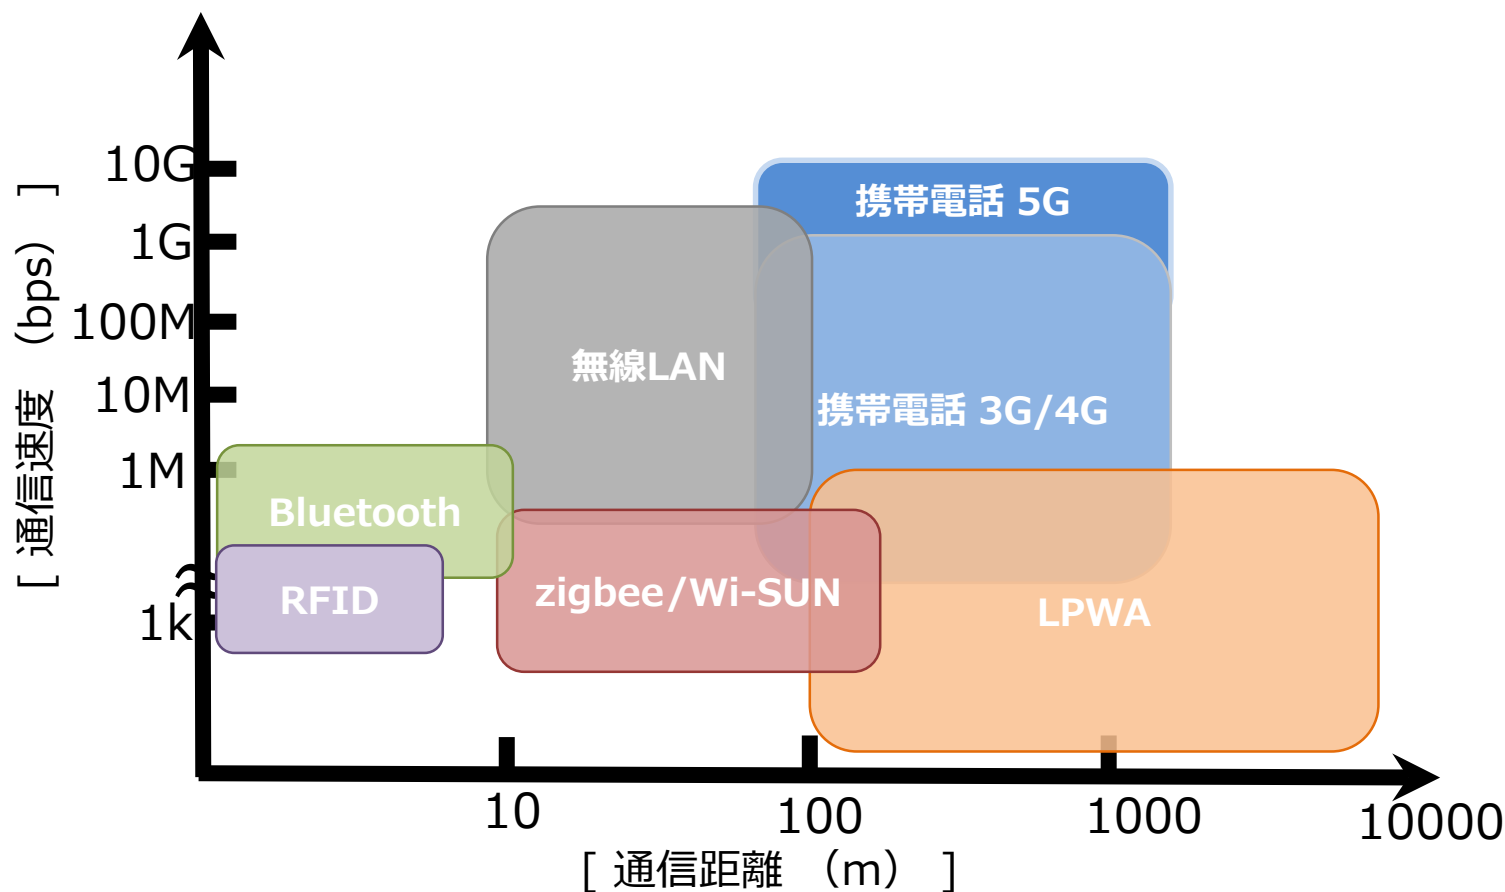 [ 通信速度 （bps） ]
10G
1G
100M
10M
1M
1k
携帯電話 5G
無線LAN
携帯電話 3G/4G
Bluetooth
RFID
zigbee/Wi-SUN
LPWA
10
100
1000
10000
[ 通信距離 （m） ]